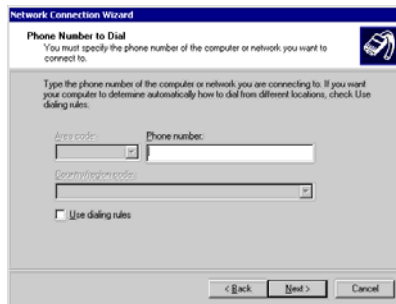 Network Connection Wizard
Phone Number to Dial
You must specify the phone number of the computer or network you want to
connect to.
Type the phone number of the computer or network you are connecting to. If you want
your computer to determine automatically how to dial from different locations, check Use
dialing rules.
Area code: Phone number:
Country/region code:
Use dialing rules
< Back Next > Cancel